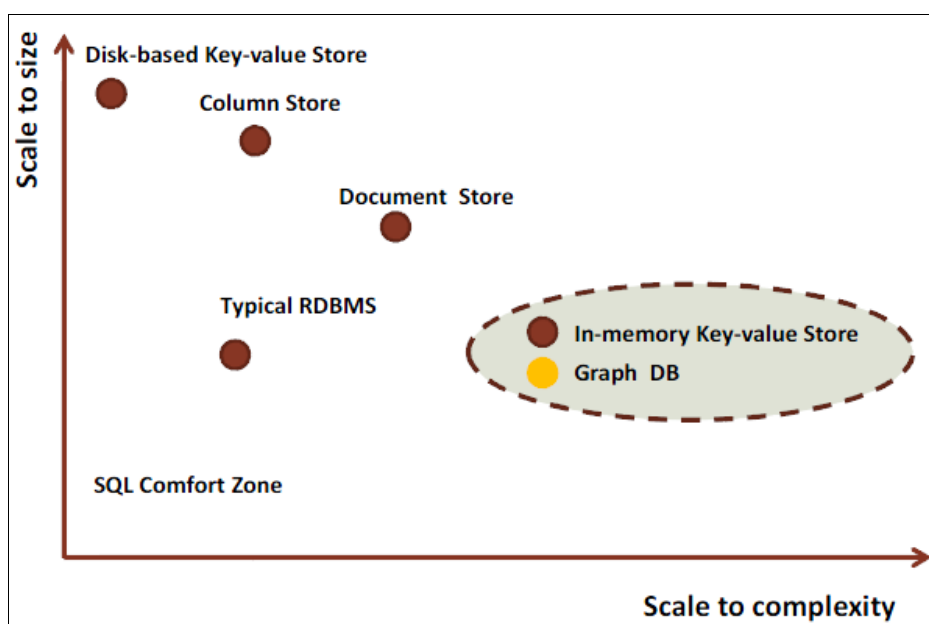 Scale to size
Disk-based Key-value Store
Column Store
Document Store
Typical RDBMS
In-memory Key-value Store
Graph DB
SQL Comfort Zone
Scale to complexity